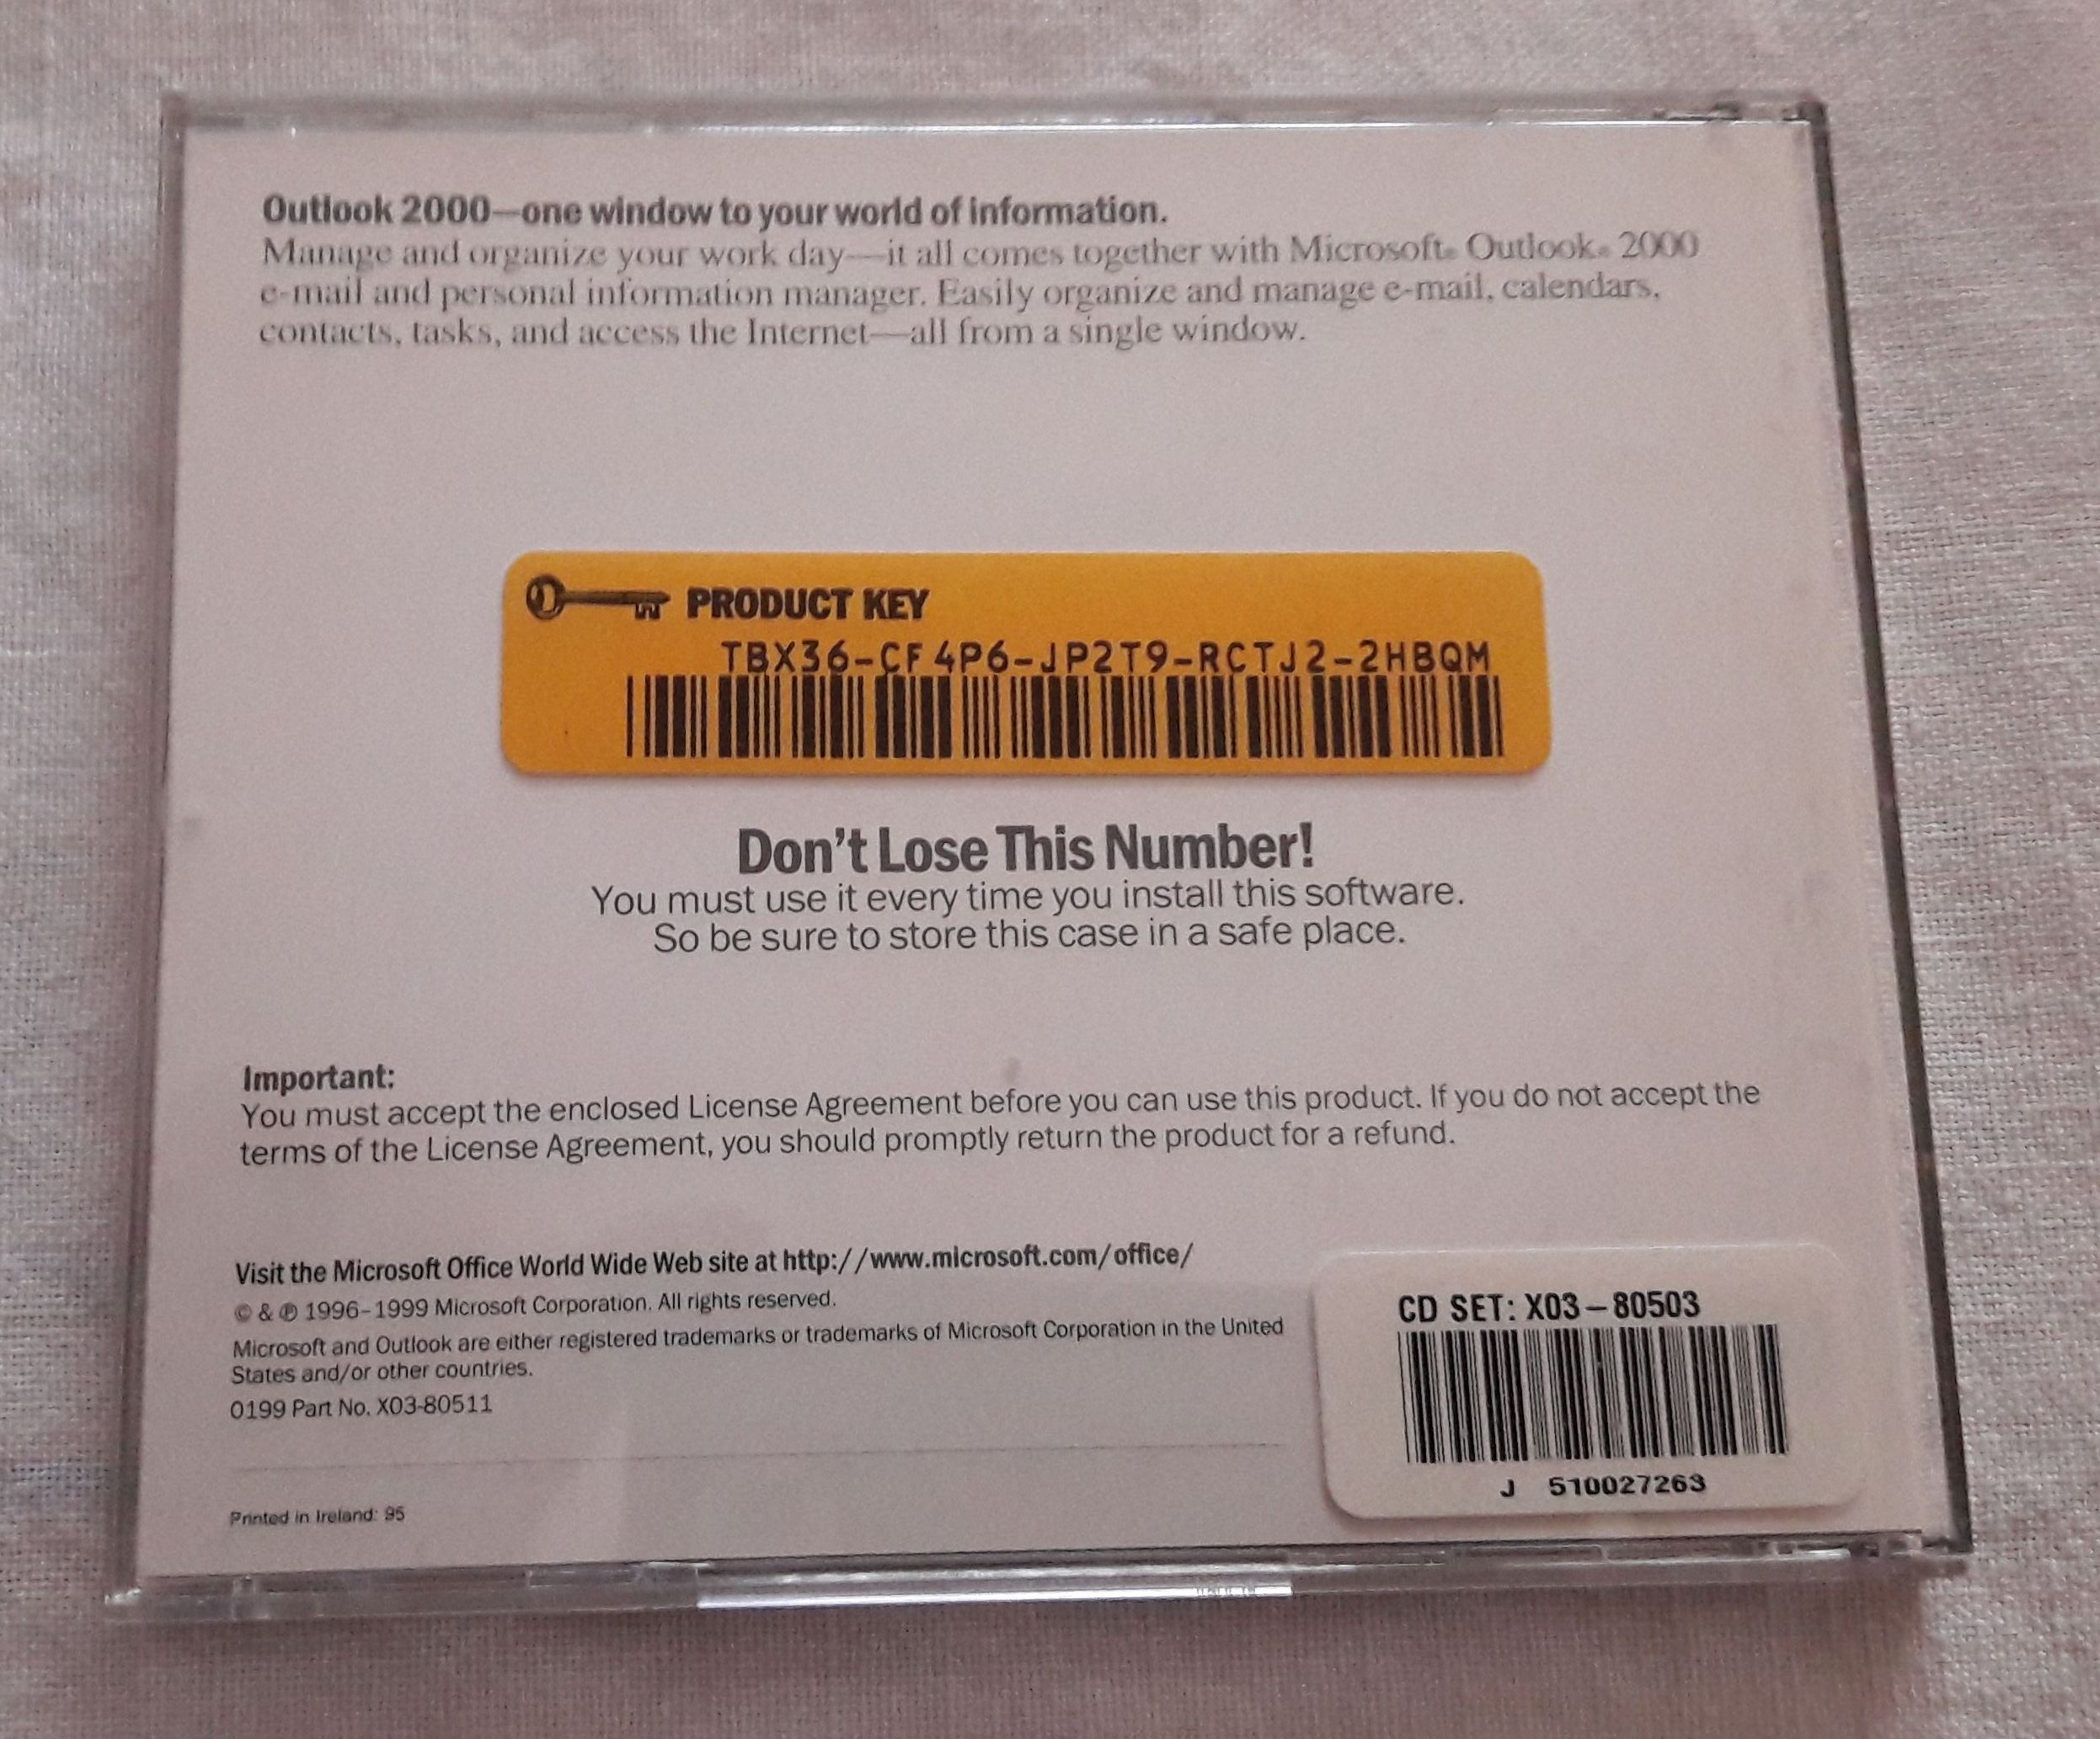 Outlook 2000—one window to your world of information.
Manage and organize your work day—it all comes together with Microsoft® Outlook® 2000
e-mail and personal information manager. Easily organize and manage e-mail, calendars,
contacts, tasks, and access the Internet—all from a single window.
PRODUCT KEY
TBX36-CF4P6-JP2T9-RCTJ2-2HBQM
Don't Lose This Number!
You must use it every time you install this software.
So be sure to store this case in a safe place.
Important:
You must accept the enclosed License Agreement before you can use this product. If you do not accept the
terms of the License Agreement, you should promptly return the product for a refund.
Visit the Microsoft Office World Wide Web site at http://www.microsoft.com/office/
© & ℗ 1996–1999 Microsoft Corporation. All rights reserved.
Microsoft and Outlook are either registered trademarks or trademarks of Microsoft Corporation in the United
States and/or other countries.
0199 Part No. X03-80511
Printed in Ireland: 95
CD SET: X03–80503
J 510027263